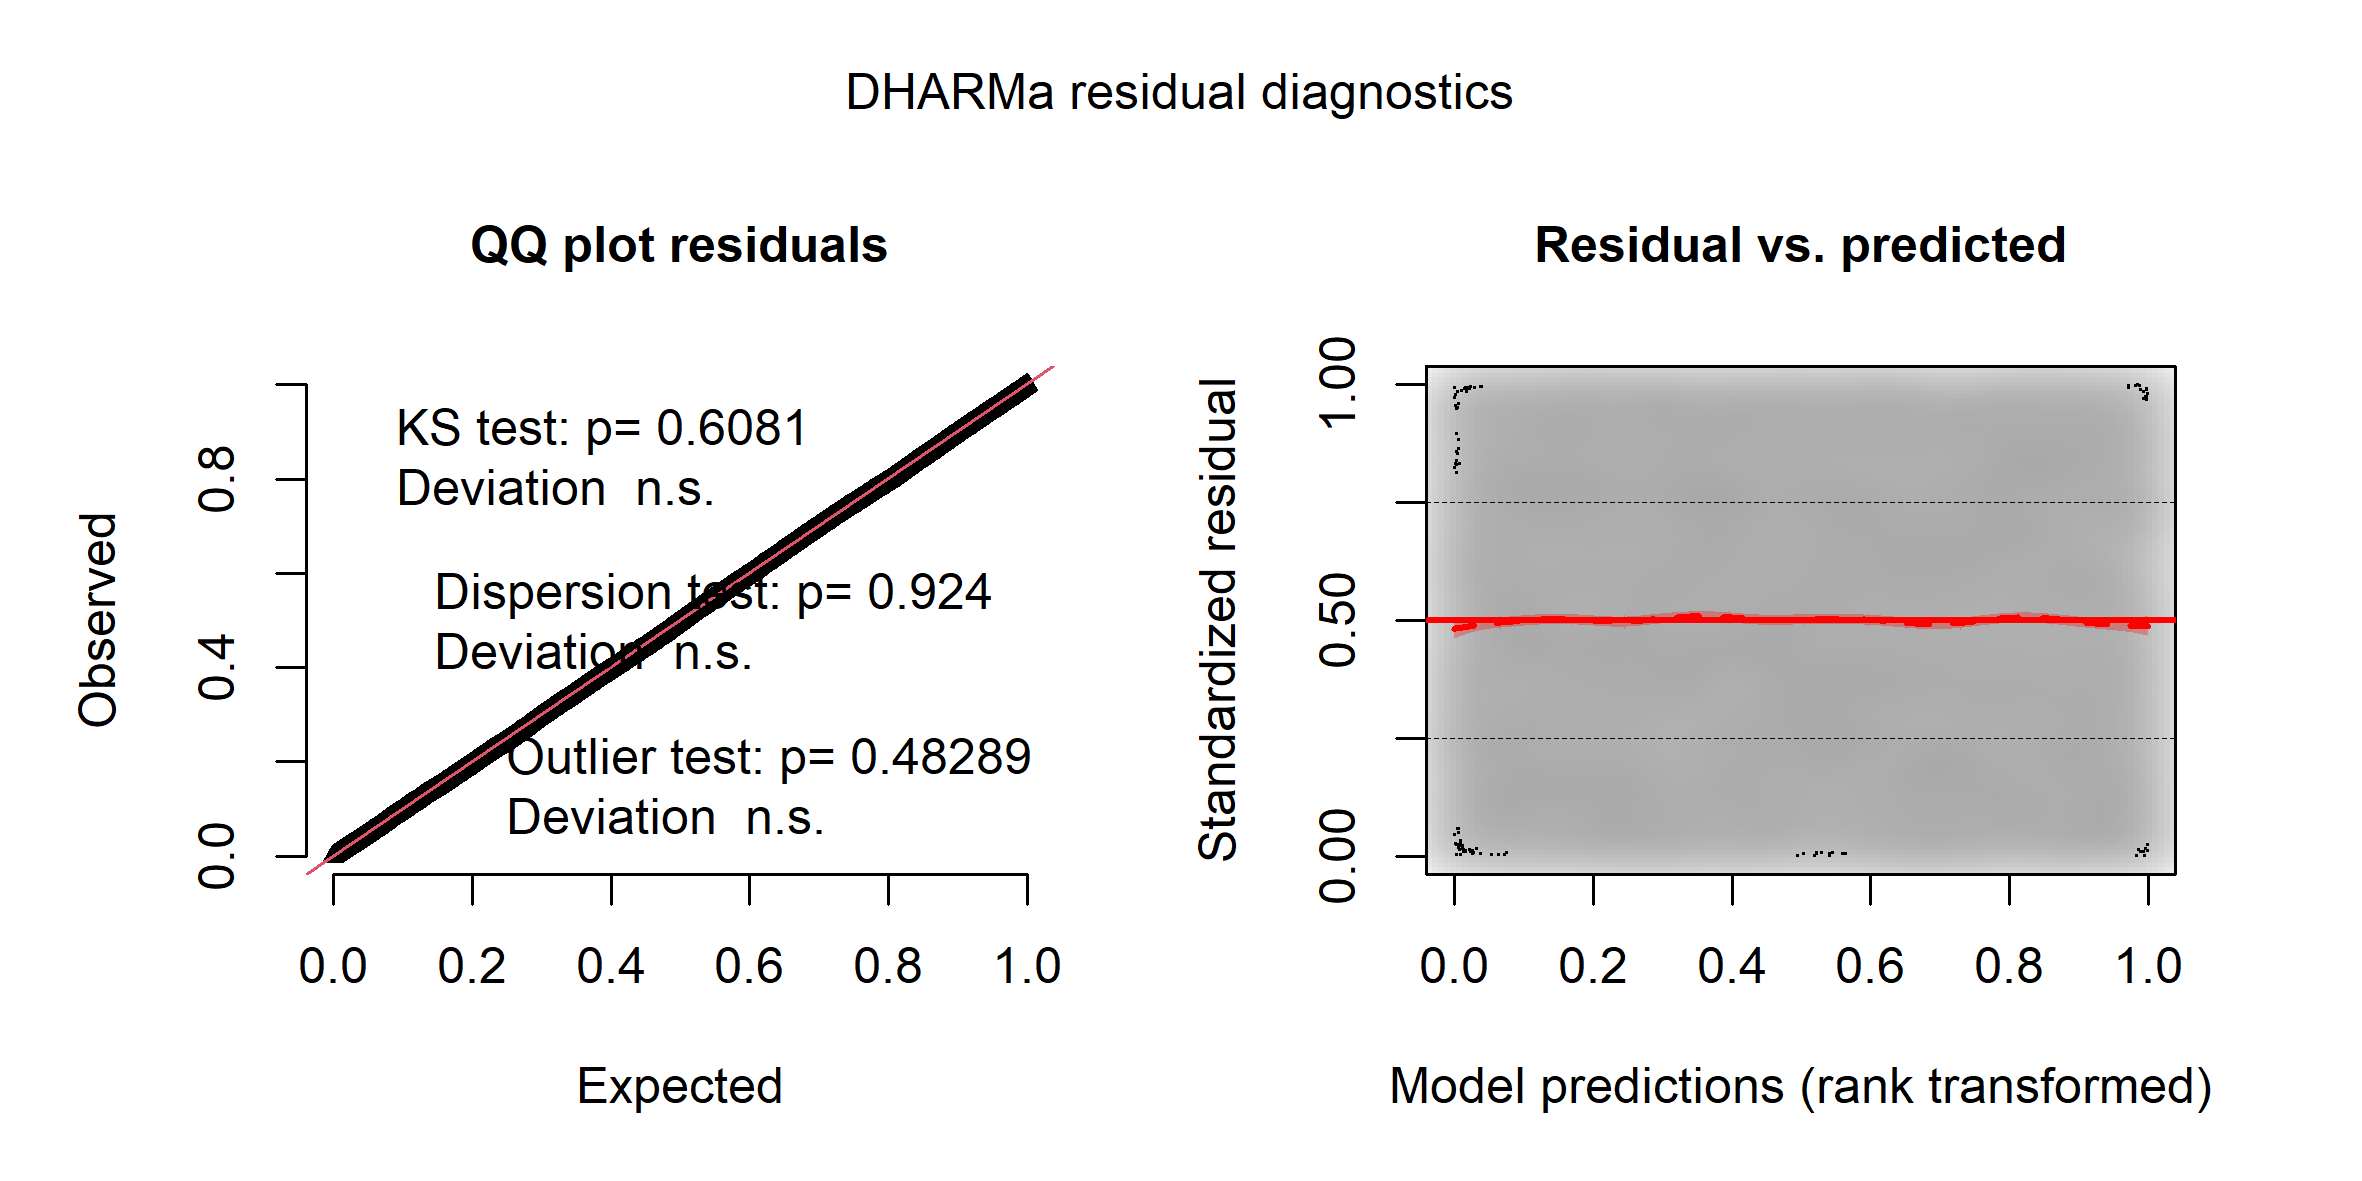 DHARMa residual diagnostics
QQ plot residuals
Observed
0.0 0.4 0.8
KS test: p= 0.6081
Deviation  n.s.
Dispersion test: p= 0.924
Deviation  n.s.
Outlier test: p= 0.48289
Deviation  n.s.
0.0 0.2 0.4 0.6 0.8 1.0
Expected
Residual vs. predicted
Standardized residual
0.00 0.50 1.00
0.0 0.2 0.4 0.6 0.8 1.0
Model predictions (rank transformed)